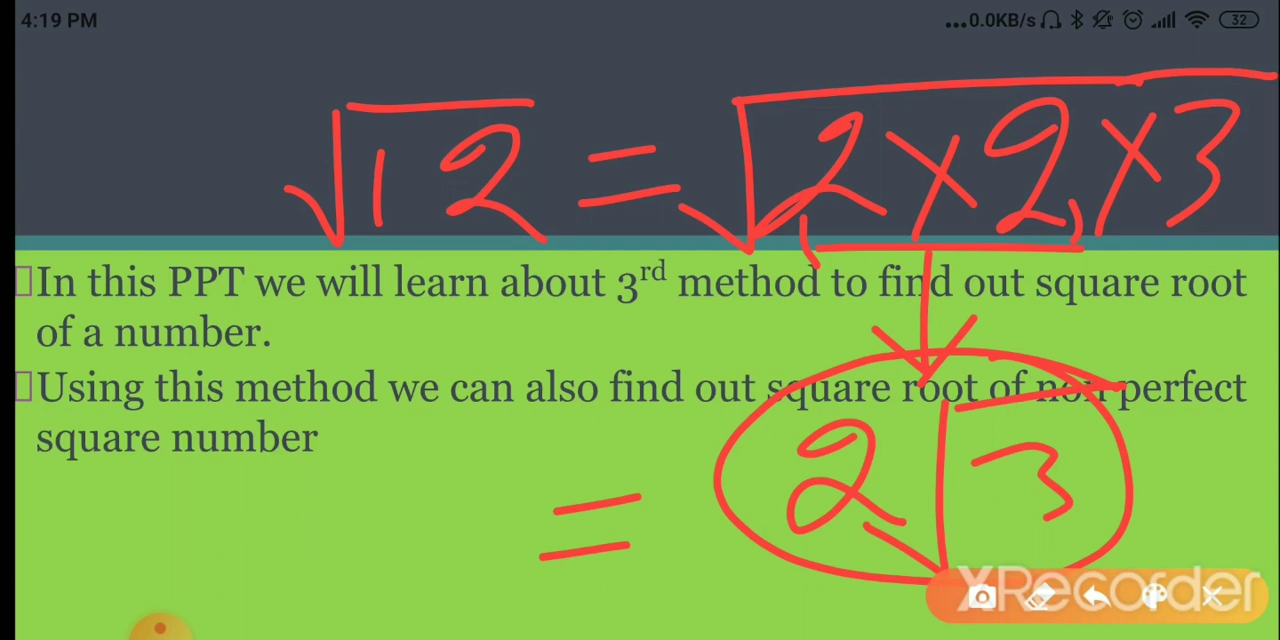 4:19 PM ...0.0KB/s 32
√12 = √2×2×3
In this PPT we will learn about 3rd method to find out square root
of a number.
Using this method we can also find out square root of non perfect
square number
= 2√3
XRecorder